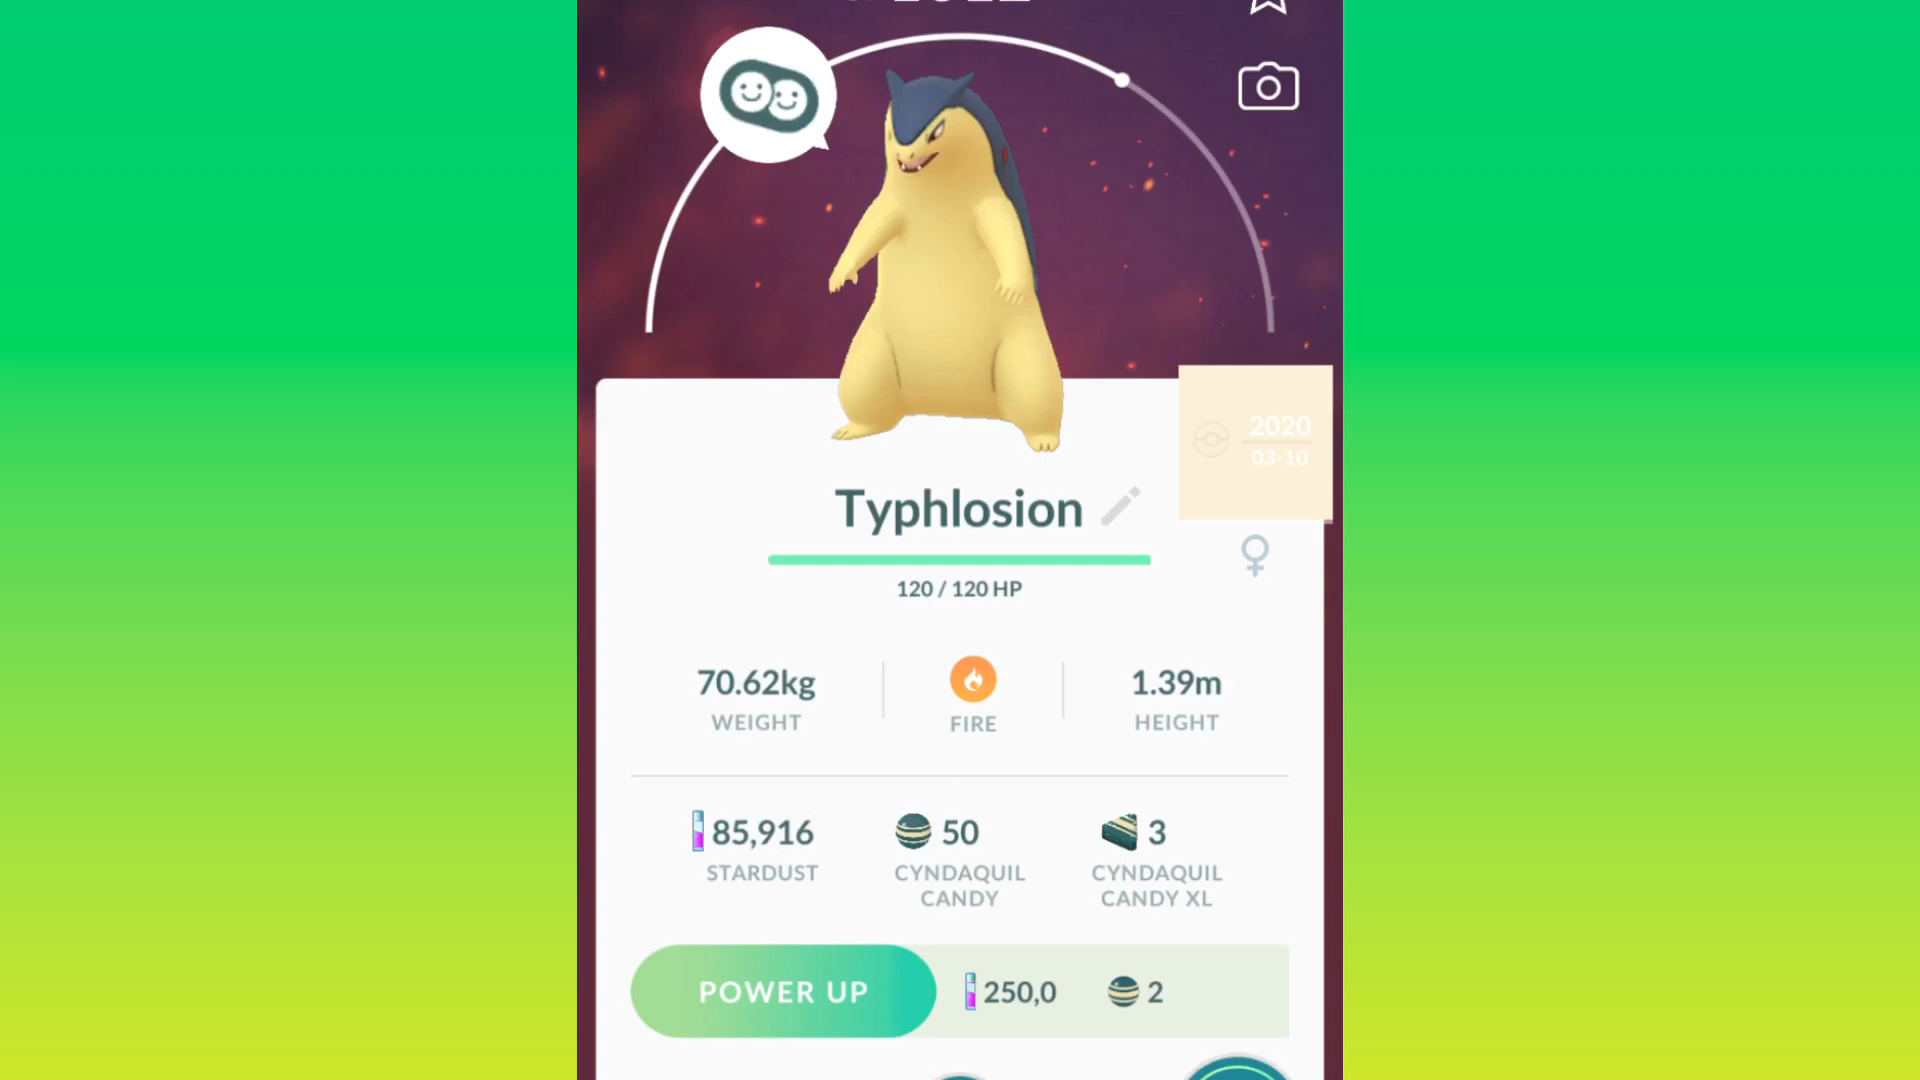 2020
03-10
Typhlosion
120 / 120 HP
70.62kg
WEIGHT
FIRE
1.39m
HEIGHT
85,916
STARDUST
50
CYNDAQUIL
CANDY
3
CYNDAQUIL
CANDY XL
POWER UP
250,0
2